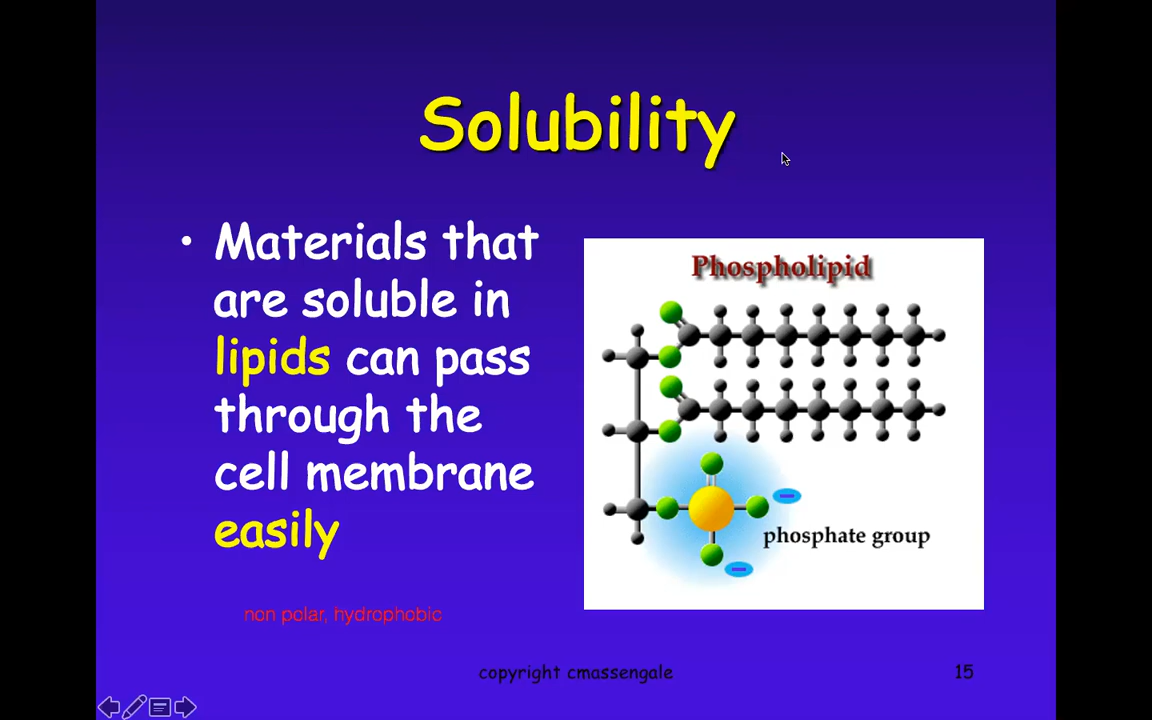 Solubility
• Materials that
are soluble in
lipids can pass
through the
cell membrane
easily
non polar, hydrophobic
Phospholipid
phosphate group
copyright cmassengale
15